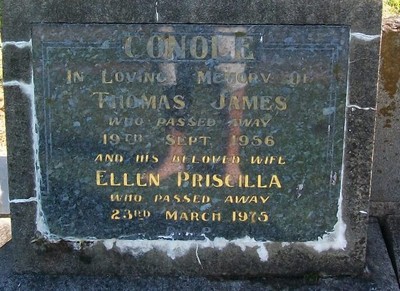 CONOLE
IN LOVING MEMORY OF
THOMAS JAMES
WHO PASSED AWAY
19TH SEPT 1956
AND HIS BELOVED WIFE
ELLEN PRISCILLA
WHO PASSED AWAY
23RD MARCH 1975